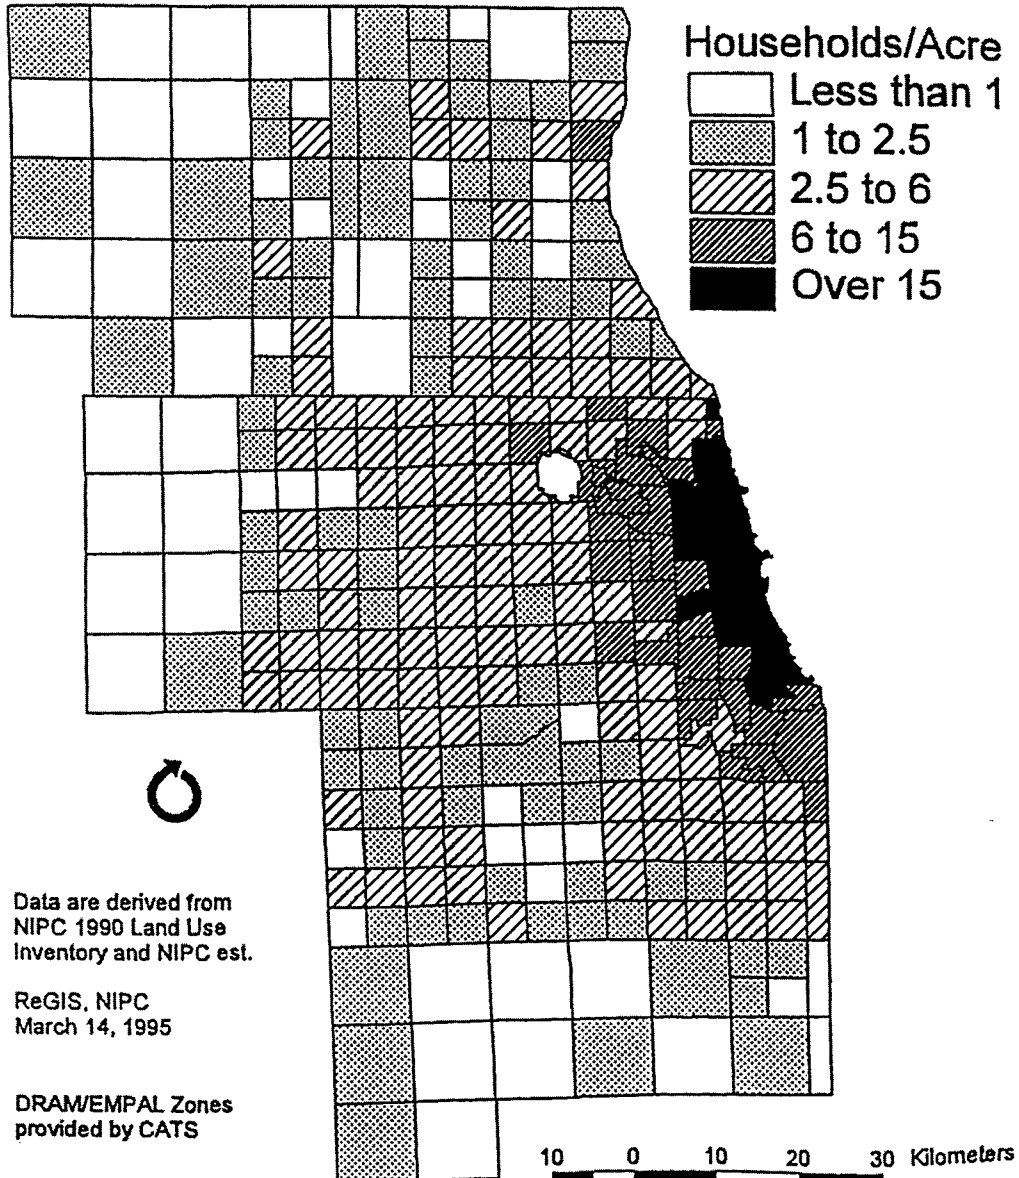 Households/Acre
Less than 1
1 to 2.5
2.5 to 6
6 to 15
Over 15
Data are derived from
NIPC 1990 Land Use
Inventory and NIPC est.
ReGIS, NIPC
March 14, 1995
DRAM/EMPAL Zones
provided by CATS
10 0 10 20 30 Kilometers